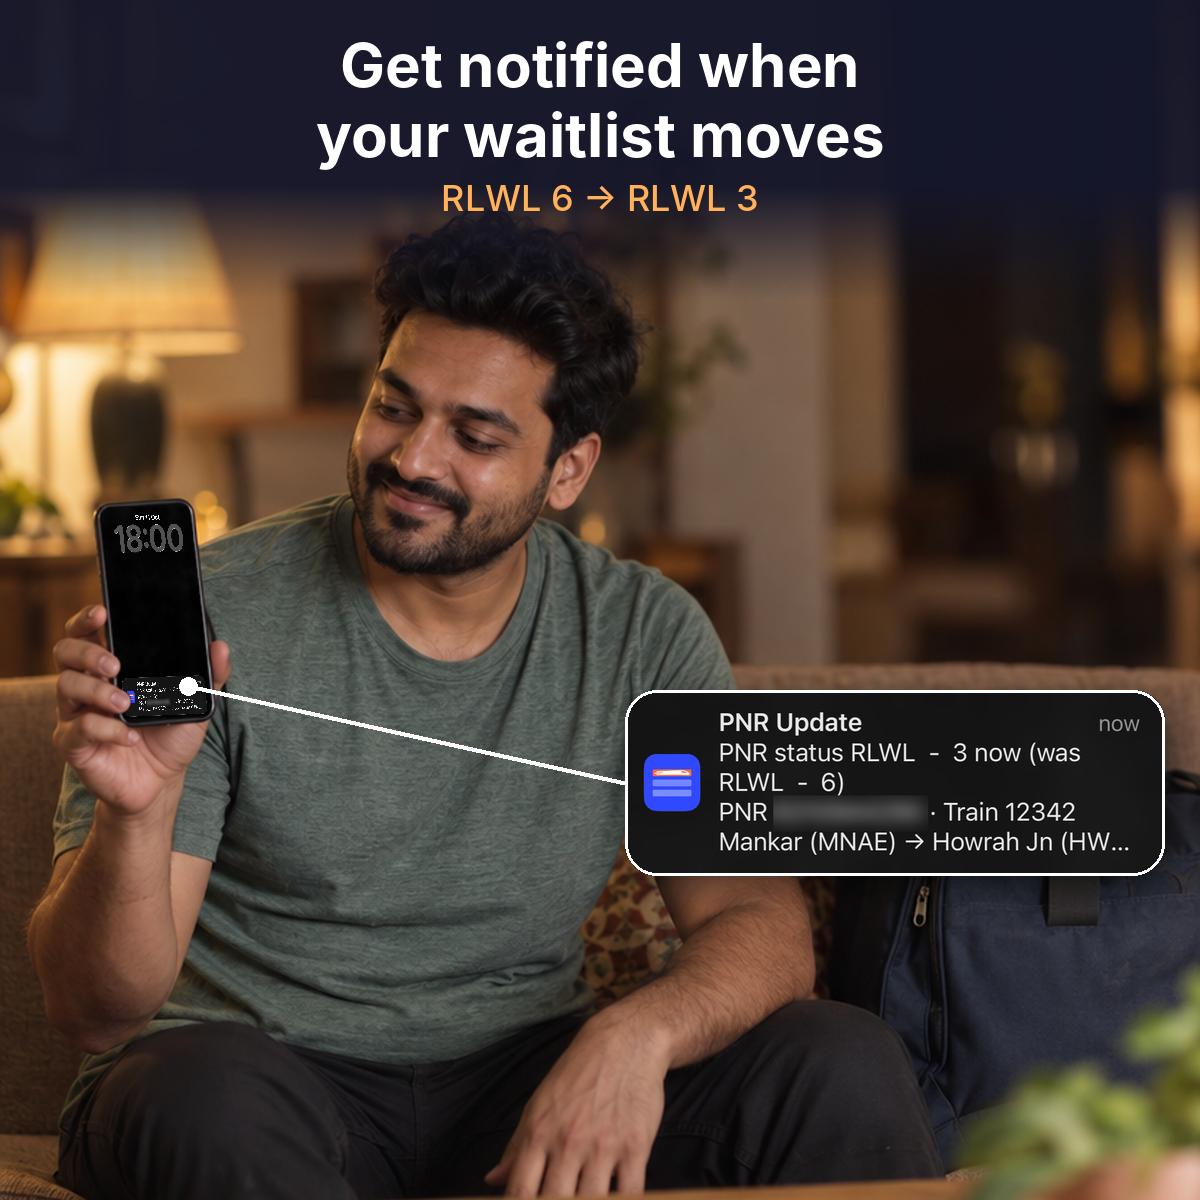 Get notified when
your waitlist moves
RLWL 6 → RLWL 3
18:00
PNR Update now
PNR status RLWL - 3 now (was
RLWL - 6)
PNR · Train 12342
Mankar (MNAE) → Howrah Jn (HW...